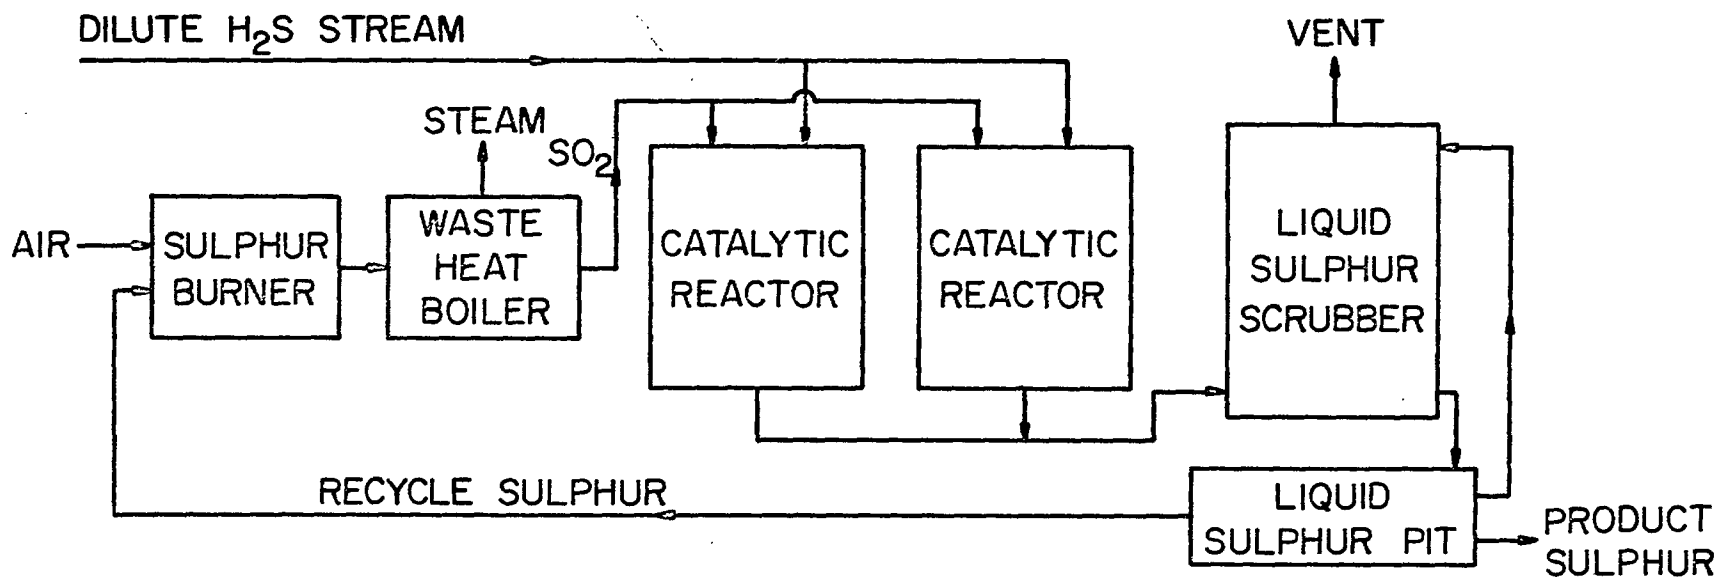 DILUTE H₂S STREAM
VENT
STEAM
SO₂
AIR
SULPHUR
BURNER
WASTE
HEAT
BOILER
CATALYTIC
REACTOR
CATALYTIC
REACTOR
LIQUID
SULPHUR
SCRUBBER
RECYCLE SULPHUR
LIQUID
SULPHUR PIT
PRODUCT
SULPHUR